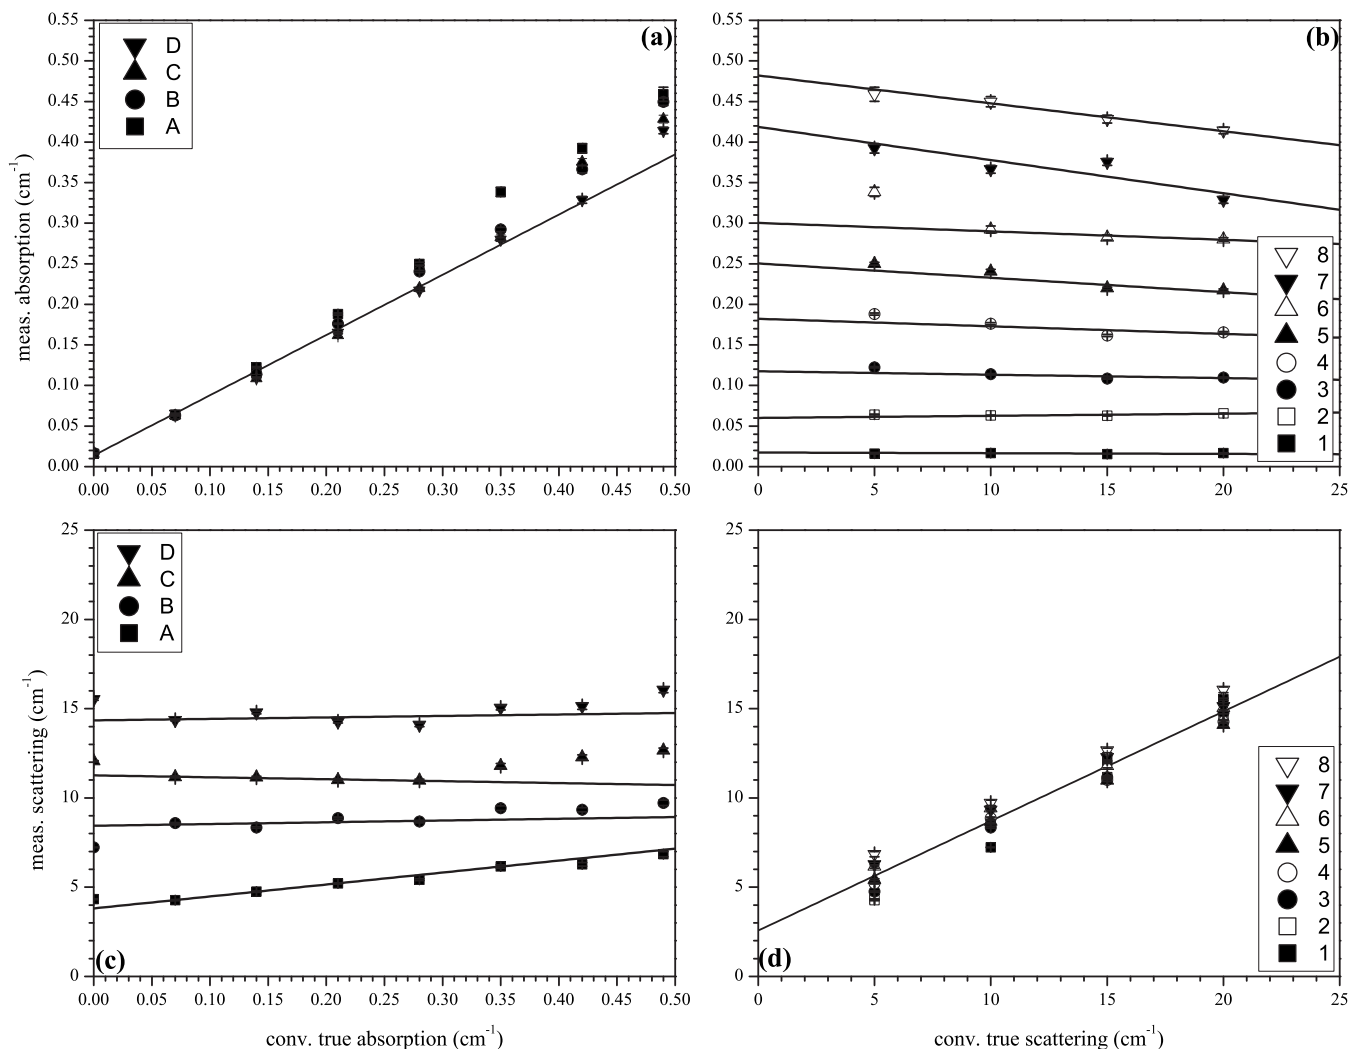 (a)
D
C
B
A
0.55
0.50
0.45
0.40
0.35
0.30
0.25
0.20
0.15
0.10
0.05
0.00
meas. absorption (cm⁻¹)
0.00 0.05 0.10 0.15 0.20 0.25 0.30 0.35 0.40 0.45 0.50
(b)
0.55
0.50
0.45
0.40
0.35
0.30
0.25
0.20
0.15
0.10
0.05
0.00
8
7
6
5
4
3
2
1
0 5 10 15 20 25
D
C
B
A
25
20
15
10
5
0
meas. scattering (cm⁻¹)
(c)
0.00 0.05 0.10 0.15 0.20 0.25 0.30 0.35 0.40 0.45 0.50
conv. true absorption (cm⁻¹)
25
20
15
10
5
0
8
7
6
5
4
3
2
1
(d)
0 5 10 15 20 25
conv. true scattering (cm⁻¹)